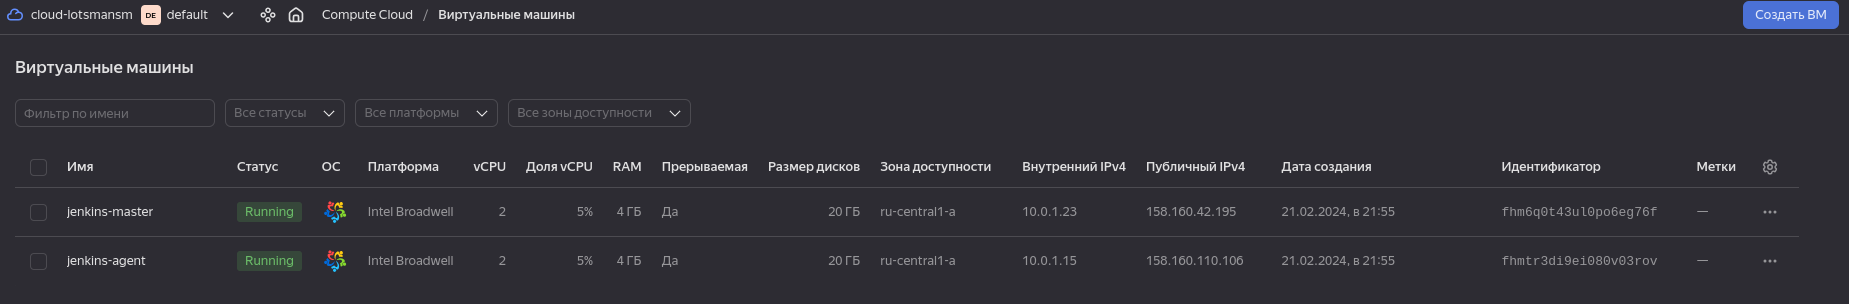 cloud-lotsmansm DE default Compute Cloud / Виртуальные машины Создать ВМ
Виртуальные машины
Фильтр по имени Все статусы Все платформы Все зоны доступности
Имя Статус ОС Платформа vCPU Доля vCPU RAM Прерываемая Размер дисков Зона доступности Внутренний IPv4 Публичный IPv4 Дата создания Идентификатор Метки
jenkins-master Running Intel Broadwell 2 5% 4 ГБ Да 20 ГБ ru-central1-a 10.0.1.23 158.160.42.195 21.02.2024, в 21:55 fhm6q0t43ul0po6eg76f — •••
jenkins-agent Running Intel Broadwell 2 5% 4 ГБ Да 20 ГБ ru-central1-a 10.0.1.15 158.160.110.106 21.02.2024, в 21:55 fhmtr3di9ei080v03rov — •••